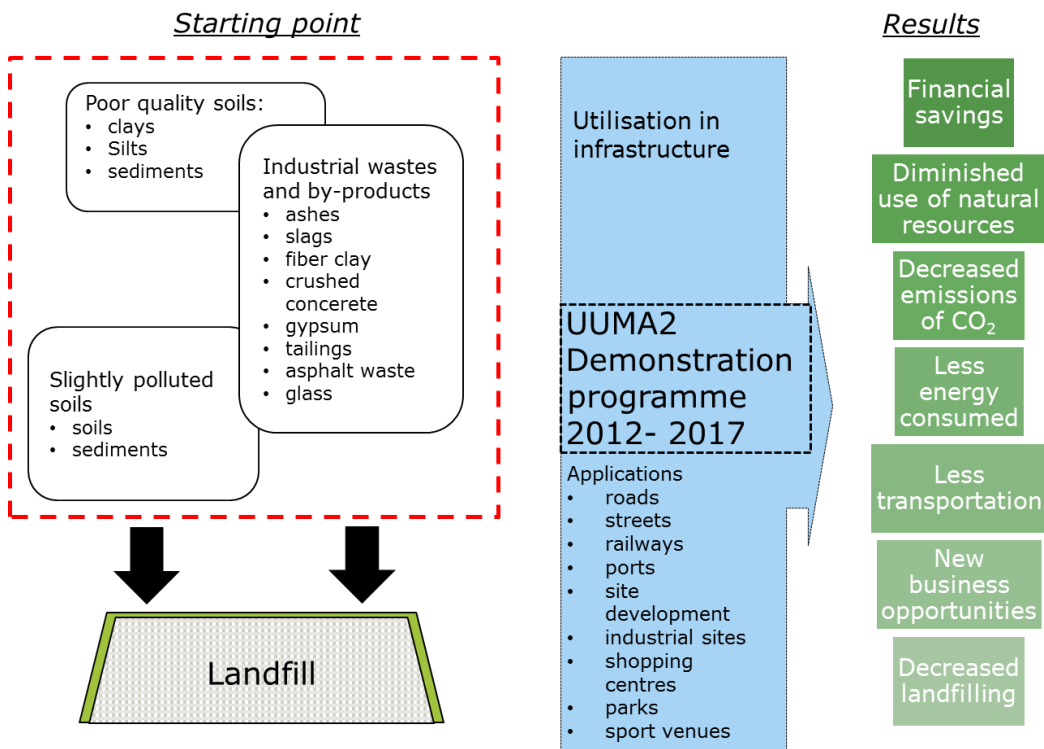 Starting point
Poor quality soils:
• clays
• Silts
• sediments
Industrial wastes
and by-products
• ashes
• slags
• fiber clay
• crushed
concerete
• gypsum
• tailings
• asphalt waste
• glass
Slightly polluted
soils
• soils
• sediments
Landfill
Utilisation in
infrastructure
UUMA2
Demonstration
programme
2012- 2017
Applications
• roads
• streets
• railways
• ports
• site
development
• industrial sites
• shopping
centres
• parks
• sport venues
Results
Financial
savings
Diminished
use of natural
resources
Decreased
emissions
of CO₂
Less
energy
consumed
Less
transportation
New
business
opportunities
Decreased
landfilling